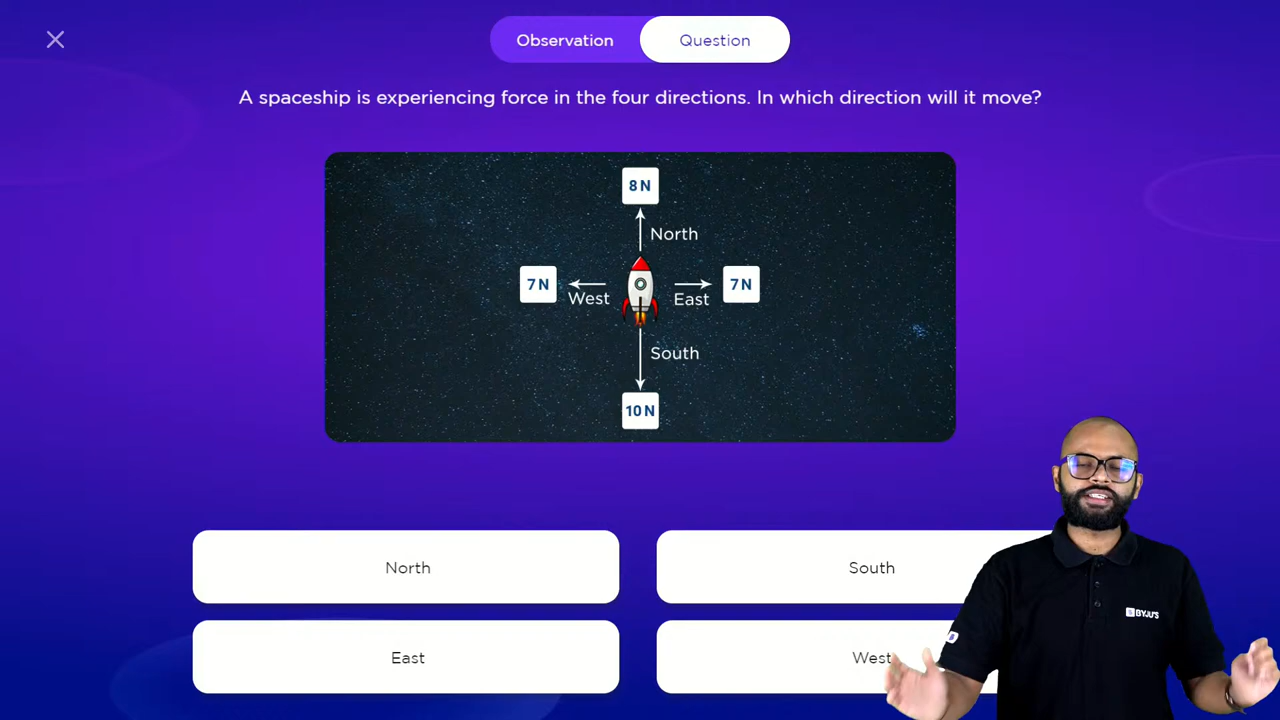 Observation
Question
A spaceship is experiencing force in the four directions. In which direction will it move?
8 N
North
7 N
West
East
7 N
South
10 N
North
South
East
West
BYJU'S